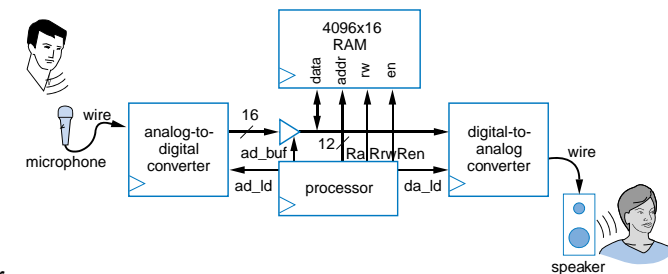 4096x16
RAM
data
addr
rw
en
wire
microphone
analog-to-
digital
converter
16
ad_buf
12
Ra
Rrw
Ren
ad_ld
processor
da_ld
digital-to-
analog
converter
wire
speaker